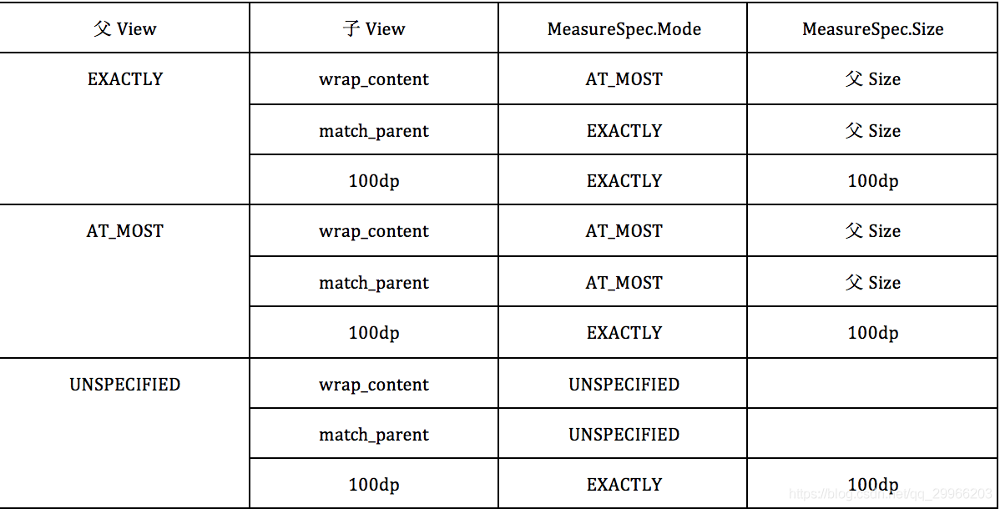 父 View 子 View MeasureSpec.Mode MeasureSpec.Size
EXACTLY wrap_content AT_MOST 父 Size
match_parent EXACTLY 父 Size
100dp EXACTLY 100dp
AT_MOST wrap_content AT_MOST 父 Size
match_parent AT_MOST 父 Size
100dp EXACTLY 100dp
UNSPECIFIED wrap_content UNSPECIFIED
match_parent UNSPECIFIED
100dp EXACTLY 100dp
https://blog.csdn.net/qq_29966203